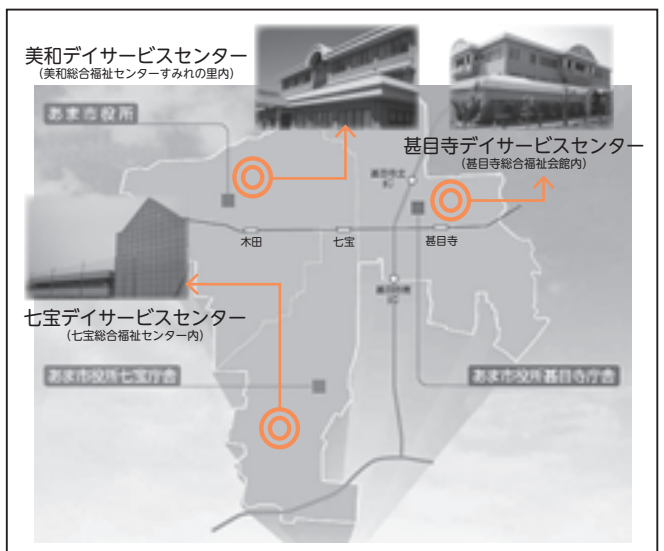 美和デイサービスセンター
(美和総合福祉センターすみれの里内)
あま市役所
甚目寺デイサービスセンター
(甚目寺総合福祉会館内)
木田
七宝
甚目寺
七宝デイサービスセンター
(七宝総合福祉センター内)
あま市役所七宝庁舎
あま市役所甚目寺庁舎